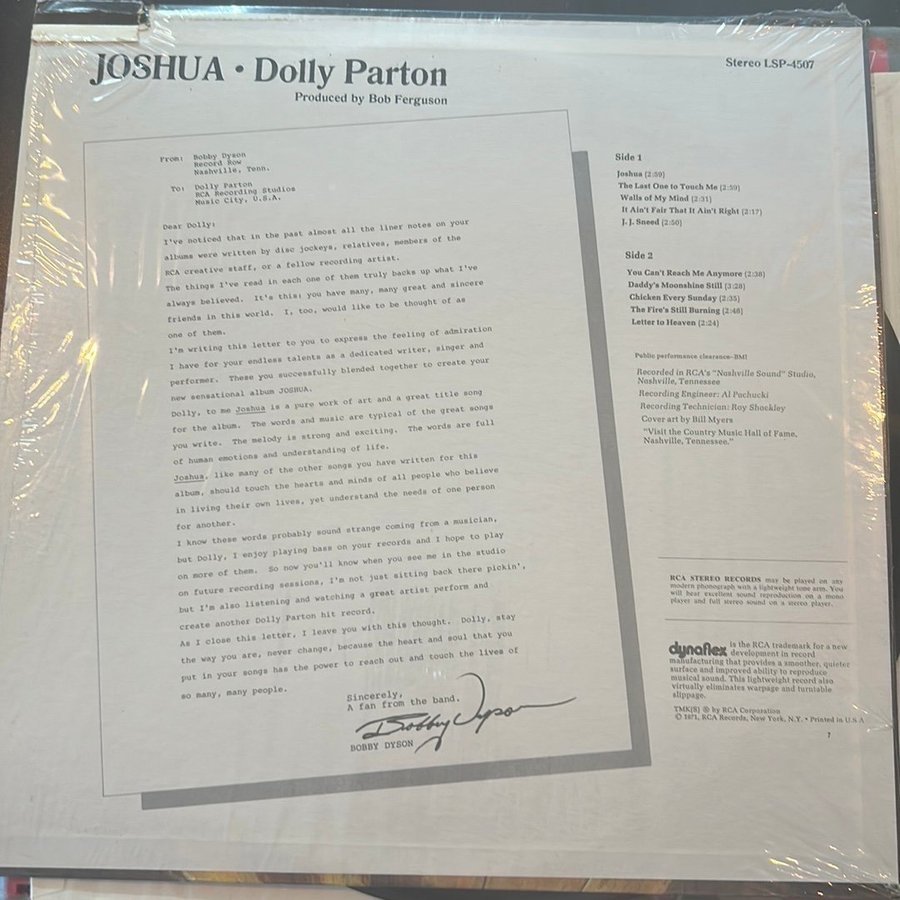 JOSHUA • Dolly Parton
Produced by Bob Ferguson
Stereo LSP-4507
From: Bobby Dyson
Record Row
Nashville, Tenn.
To: Dolly Parton
RCA Recording Studios
Music City, U.S.A.
Dear Dolly:
I've noticed that in the past almost all the liner notes on your
albums were written by disc jockeys, relatives, members of the
RCA creative staff, or a fellow recording artist.
The things I've read in each one of them truly backs up what I've
always believed. It's this: you have many, many great and sincere
friends in this world. I, too, would like to be thought of as
one of them.
I'm writing this letter to you to express the feeling of admiration
I have for your endless talents as a dedicated writer, singer and
performer. These you successfully blended together to create your
new sensational album JOSHUA.
Dolly, to me Joshua is a pure work of art and a great title song
for the album. The words and music are typical of the great songs
you write. The melody is strong and exciting. The words are full
of human emotions and understanding of life.
Joshua, like many of the other songs you have written for this
album, should touch the hearts and minds of all people who believe
in living their own lives, yet understand the needs of one person
for another.
I know these words probably sound strange coming from a musician,
but Dolly, I enjoy playing bass on your records and I hope to play
on more of them. So now you'll know when you see me in the studio
on future recording sessions, I'm not just sitting back there pickin',
but I'm also listening and watching a great artist perform and
create another Dolly Parton hit record.
As I close this letter, I leave you with this thought. Dolly, stay
the way you are, never change, because the heart and soul that you
put in your songs has the power to reach out and touch the lives of
so many, many people.
Sincerely,
A fan from the band.
Bobby Dyson
BOBBY DYSON
Side 1
Joshua (2:59)
The Last One to Touch Me (2:59)
Walls of My Mind (2:31)
It Ain't Fair That It Ain't Right (2:17)
J. J. Sneed (2:50)
Side 2
You Can't Reach Me Anymore (2:38)
Daddy's Moonshine Still (3:28)
Chicken Every Sunday (2:35)
The Fire's Still Burning (2:48)
Letter to Heaven (2:24)
Public performance clearance—BMI
Recorded in RCA's "Nashville Sound" Studio,
Nashville, Tennessee
Recording Engineer: Al Pachucki
Recording Technician: Roy Shockley
Cover art by Bill Myers
"Visit the Country Music Hall of Fame,
Nashville, Tennessee."
RCA STEREO RECORDS may be played on any
modern phonograph with a lightweight tone arm. You
will hear excellent sound reproduction on a mono
player and full stereo sound on a stereo player.
dynaflex is the RCA trademark for a new
development in record
manufacturing that provides a smoother, quieter
surface and improved ability to reproduce
musical sound. This lightweight record also
virtually eliminates warpage and turntable
slippage.
TMK(S) ® by RCA Corporation
© 1971, RCA Records, New York, N.Y. • Printed in U.S.A
7